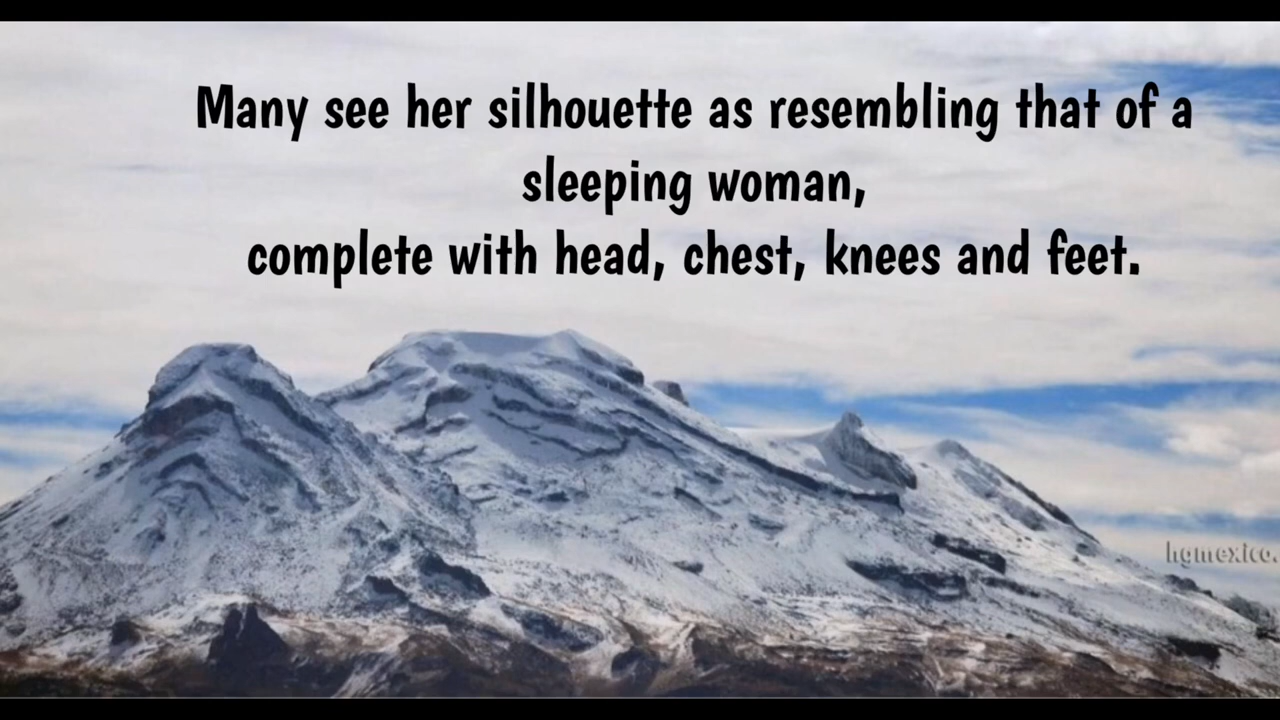 Many see her silhouette as resembling that of a
sleeping woman,
complete with head, chest, knees and feet.
hgmexico.